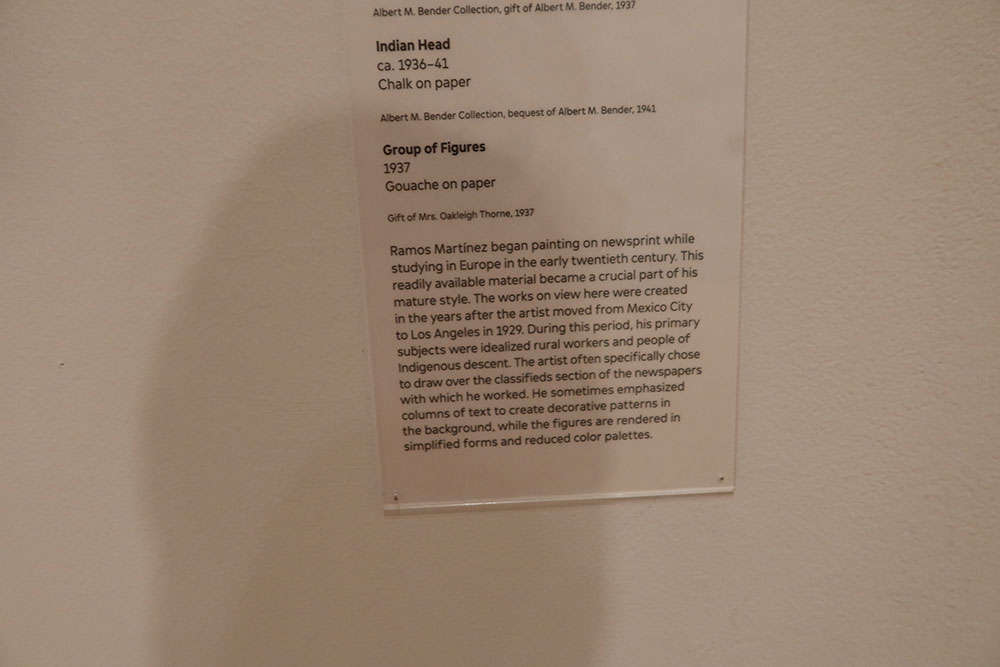 Albert M. Bender Collection, gift of Albert M. Bender, 1937
Indian Head
ca. 1936–41
Chalk on paper
Albert M. Bender Collection, bequest of Albert M. Bender, 1941
Group of Figures
1937
Gouache on paper
Gift of Mrs. Oakleigh Thorne, 1937
Ramos Martínez began painting on newsprint while
studying in Europe in the early twentieth century. This
readily available material became a crucial part of his
mature style. The works on view here were created
in the years after the artist moved from Mexico City
to Los Angeles in 1929. During this period, his primary
subjects were idealized rural workers and people of
Indigenous descent. The artist often specifically chose
to draw over the classifieds section of the newspapers
with which he worked. He sometimes emphasized
columns of text to create decorative patterns in
the background, while the figures are rendered in
simplified forms and reduced color palettes.